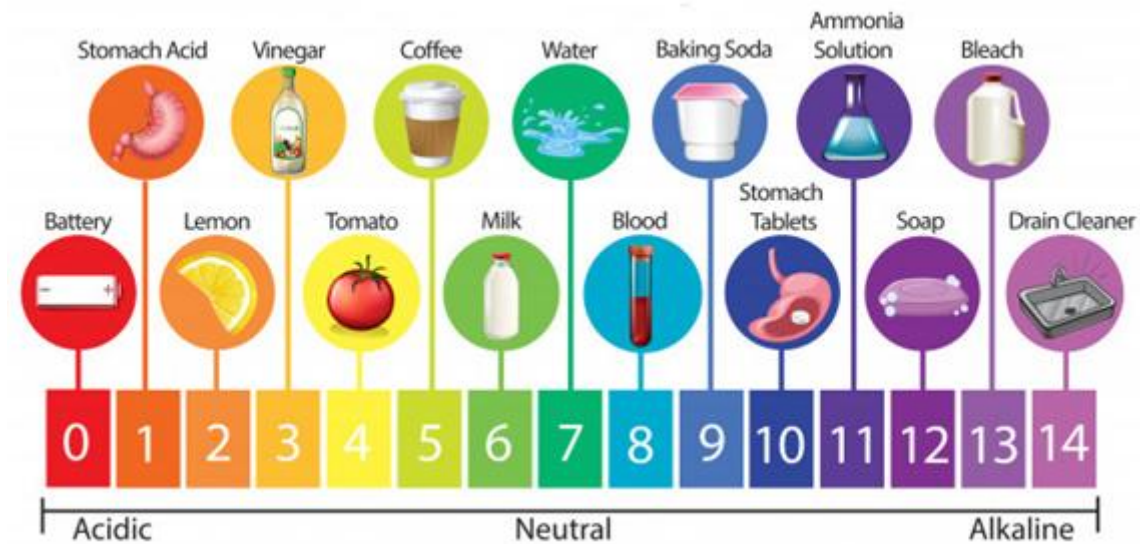 Ammonia
Stomach Acid Vinegar Coffee Water Baking Soda Solution Bleach
Stomach
Battery Lemon Tomato Milk Blood Tablets Soap Drain Cleaner
0 1 2 3 4 5 6 7 8 9 10 11 12 13 14
Acidic Neutral Alkaline